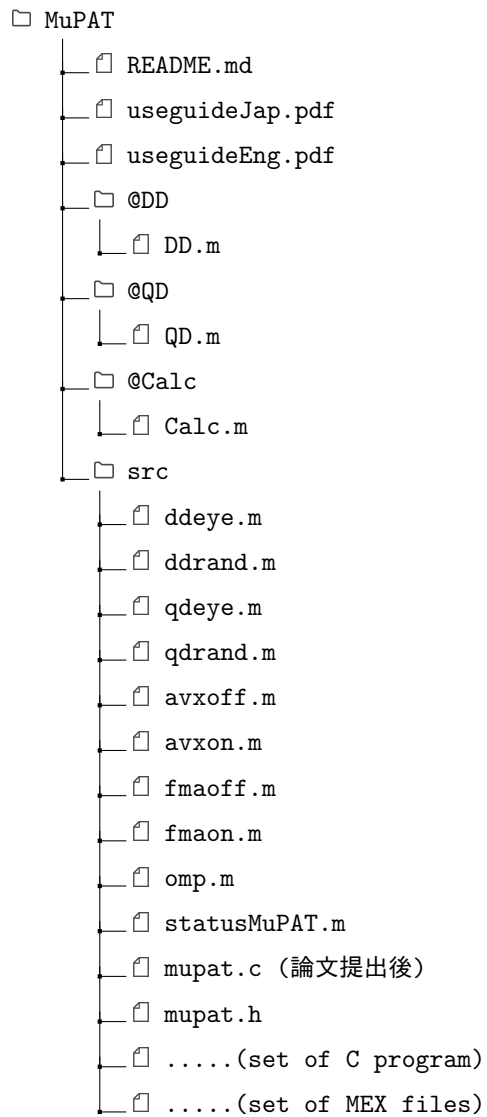 MuPAT
README.md
useguideJap.pdf
useguideEng.pdf
@DD
DD.m
@QD
QD.m
@Calc
Calc.m
src
ddeye.m
ddrand.m
qdeye.m
qdrand.m
avxoff.m
avxon.m
fmaoff.m
fmaon.m
omp.m
statusMuPAT.m
mupat.c (論文提出後)
mupat.h
.....(set of C program)
.....(set of MEX files)